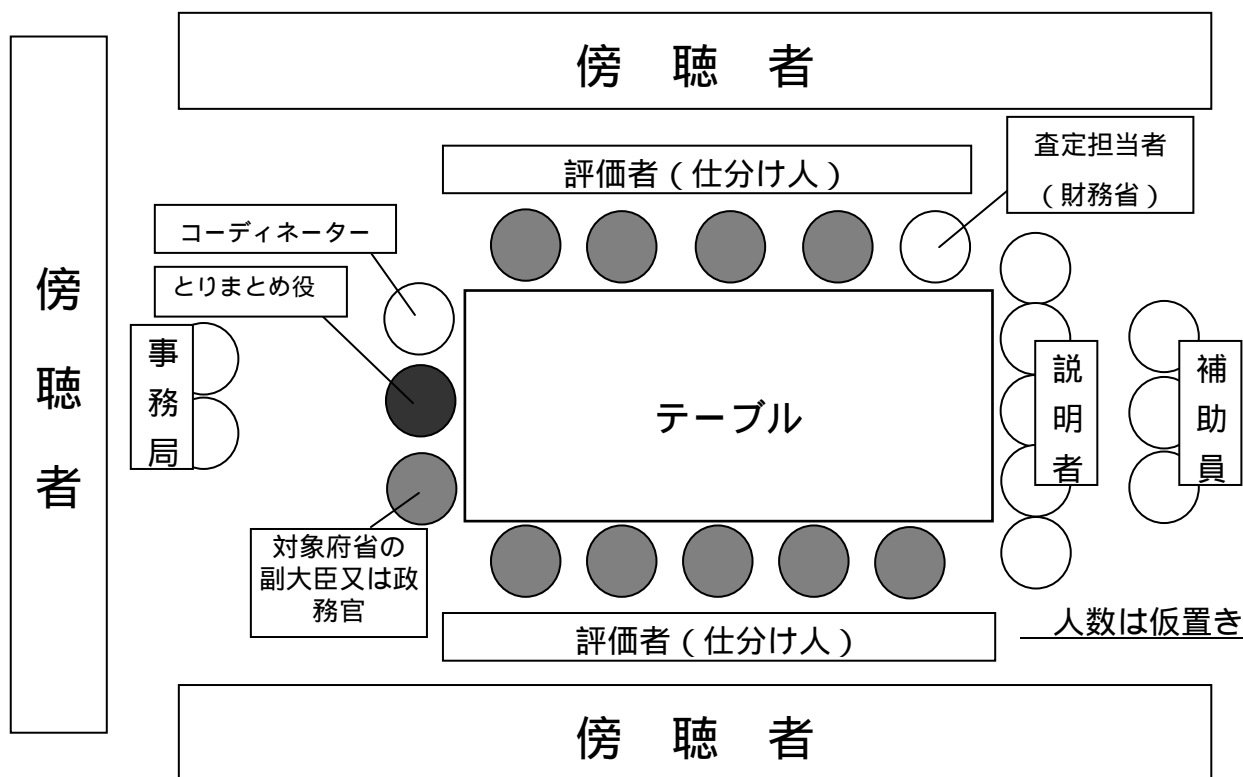 傍　聴　者
評価者（仕分け人）
査定担当者
（財務省）
コーディネーター
とりまとめ役
傍聴者
事務局
テーブル
説明者
補助員
対象府省の
副大臣又は政
務官
評価者（仕分け人）
人数は仮置き
傍　聴　者